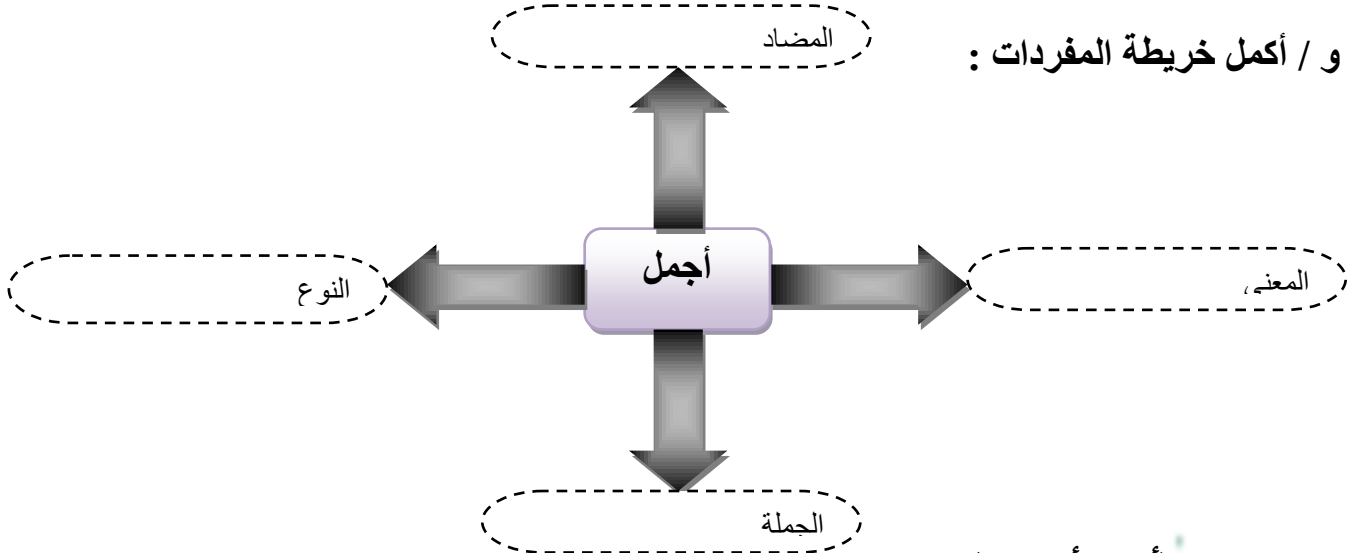 و / أكمل خريطة المفردات :
المضاد
أجمل
المعنى
النوع
الجملة